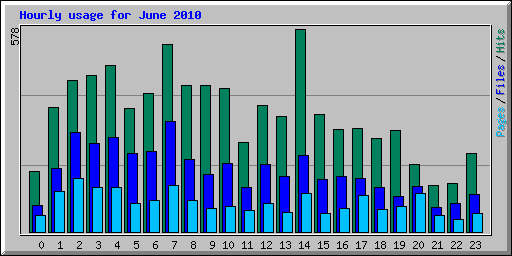 Hourly usage for June 2010
578
Pages/Files/Hits
0 1 2 3 4 5 6 7 8 9 10 11 12 13 14 15 16 17 18 19 20 21 22 23